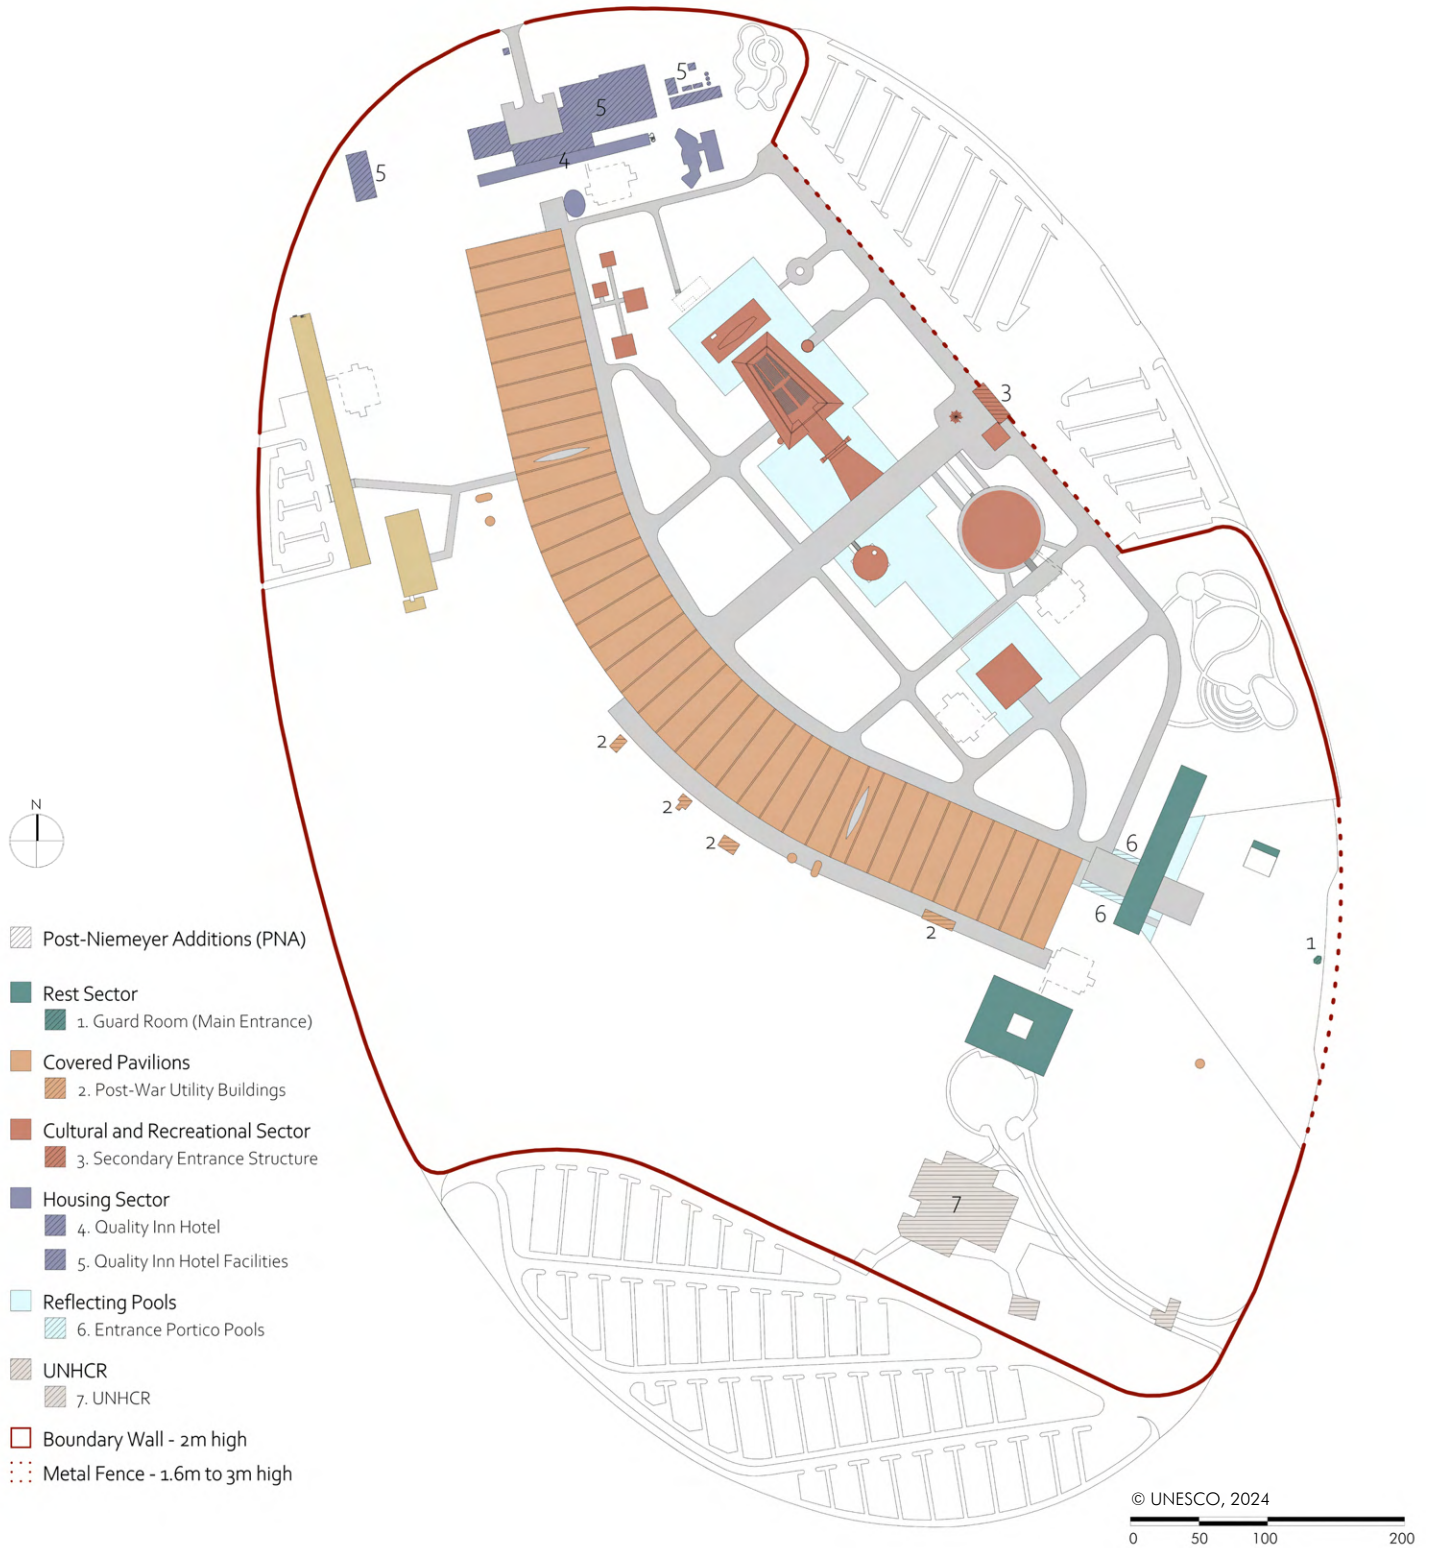 5
5
5
4
3
2
2
2
2
6
6
1
7
N
Post-Niemeyer Additions (PNA)
Rest Sector
1. Guard Room (Main Entrance)
Covered Pavilions
2. Post-War Utility Buildings
Cultural and Recreational Sector
3. Secondary Entrance Structure
Housing Sector
4. Quality Inn Hotel
5. Quality Inn Hotel Facilities
Reflecting Pools
6. Entrance Portico Pools
UNHCR
7. UNHCR
Boundary Wall - 2m high
Metal Fence - 1.6m to 3m high
© UNESCO, 2024
0 50 100 200